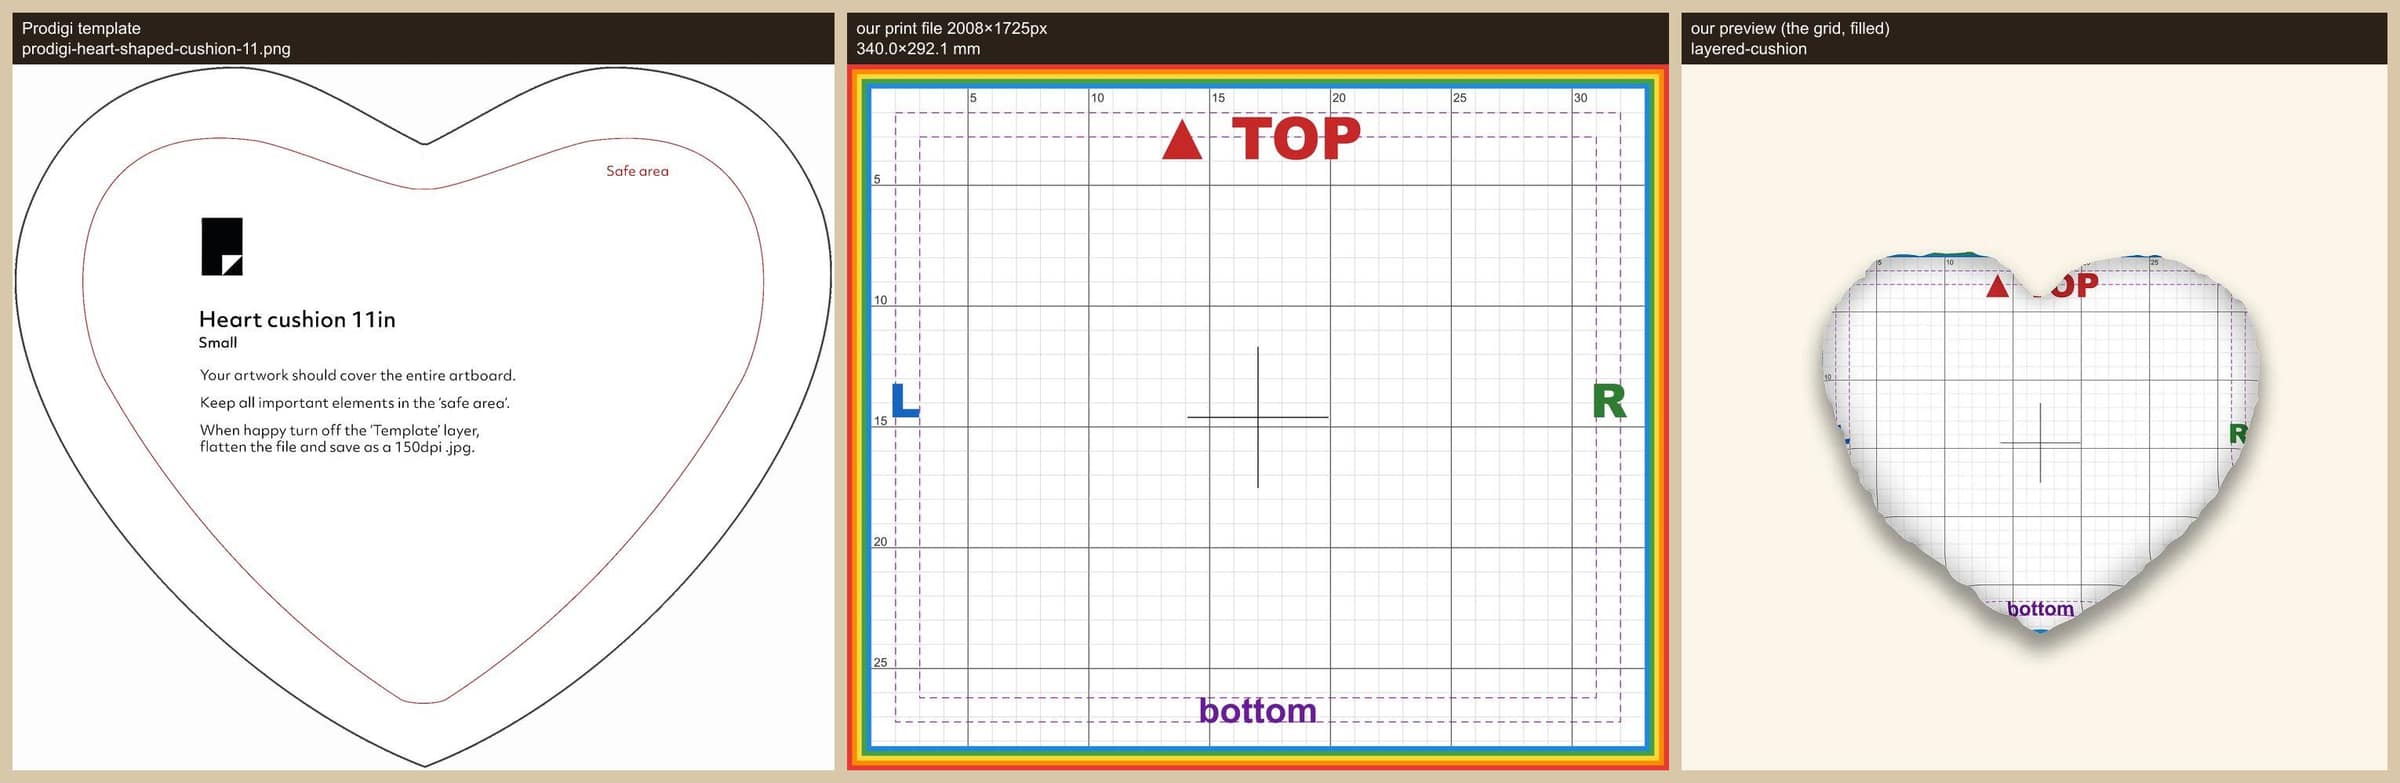 Prodigi template
prodigi-heart-shaped-cushion-11.png
Safe area
Heart cushion 11in
Small
Your artwork should cover the entire artboard.
Keep all important elements in the ‘safe area’.
When happy turn off the ‘Template’ layer,
flatten the file and save as a 150dpi .jpg.
our print file 2008×1725px
340.0×292.1 mm
5 10 15 20 25 30
▲ TOP
5
10
L R
15
20
25
bottom
our preview (the grid, filled)
layered-cushion
5 10 25
▲ OP
10
R
bottom